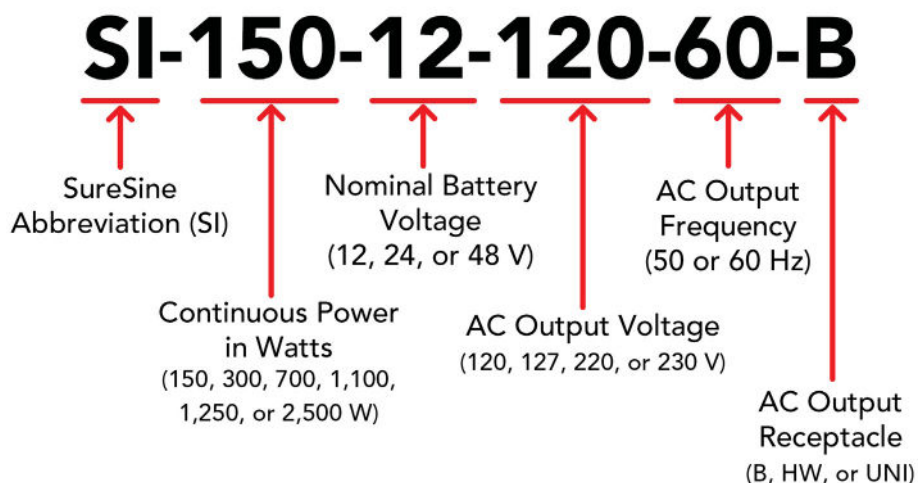 SI-150-12-120-60-B
SureSine
Abbreviation (SI)
Continuous Power
in Watts
(150, 300, 700, 1,100,
1,250, or 2,500 W)
Nominal Battery
Voltage
(12, 24, or 48 V)
AC Output Voltage
(120, 127, 220, or 230 V)
AC Output
Frequency
(50 or 60 Hz)
AC Output
Receptacle
(B, HW, or UNI)